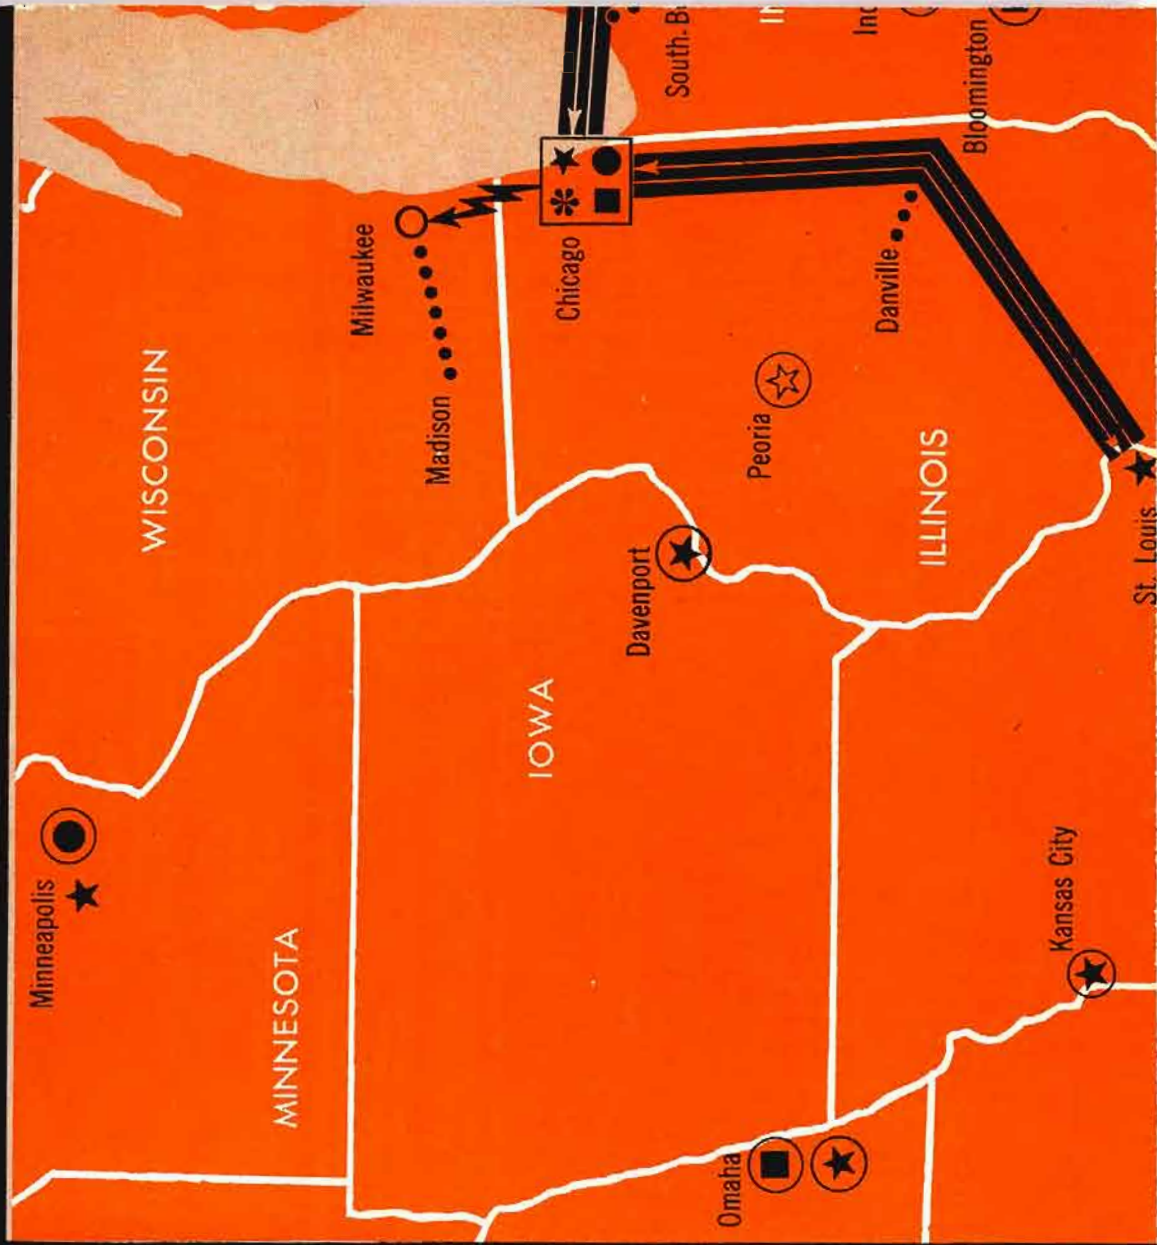 Minneapolis
MINNESOTA
WISCONSIN
Milwaukee
Madison
Chicago
South. B
IOWA
Davenport
Peoria
ILLINOIS
Danville
Bloomington
Omaha
Kansas City
St. Louis